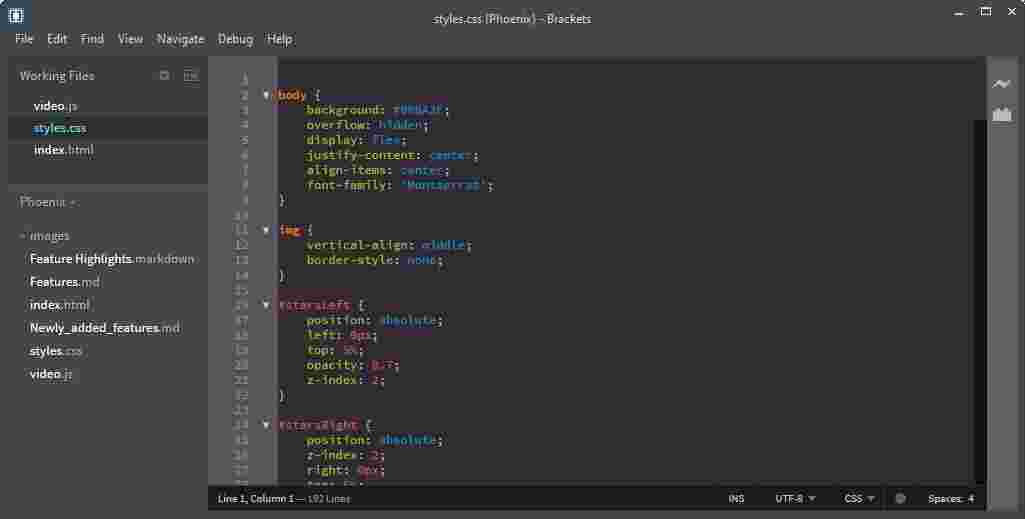 styles.css (Phoenix) - Brackets
File Edit Find View Navigate Debug Help
Working Files
video.js
styles.css
index.html
Phoenix
images
Feature Highlights.markdown
Features.md
index.html
Newly_added_features.md
styles.css
video.js
1
2 body {
3 background:
4 overflow: hidden;
5 display: flex;
6 justify-content: center;
7 align-items: center;
8 font-family: 'Montserrat';
9 }
10
11 img {
12 vertical-align: middle;
13 border-style: none;
14 }
15
16 #starsLeft {
17 position: absolute;
18 left: 0px;
19 top: 5%;
20 opacity: 0.7;
21 z-index: 2;
22 }
23
24 #starsRight {
25 position: absolute;
26 z-index: 2;
27 right: 0px;
28
Line 1, Column 1 — 192 Lines
INS UTF-8 CSS Spaces: 4